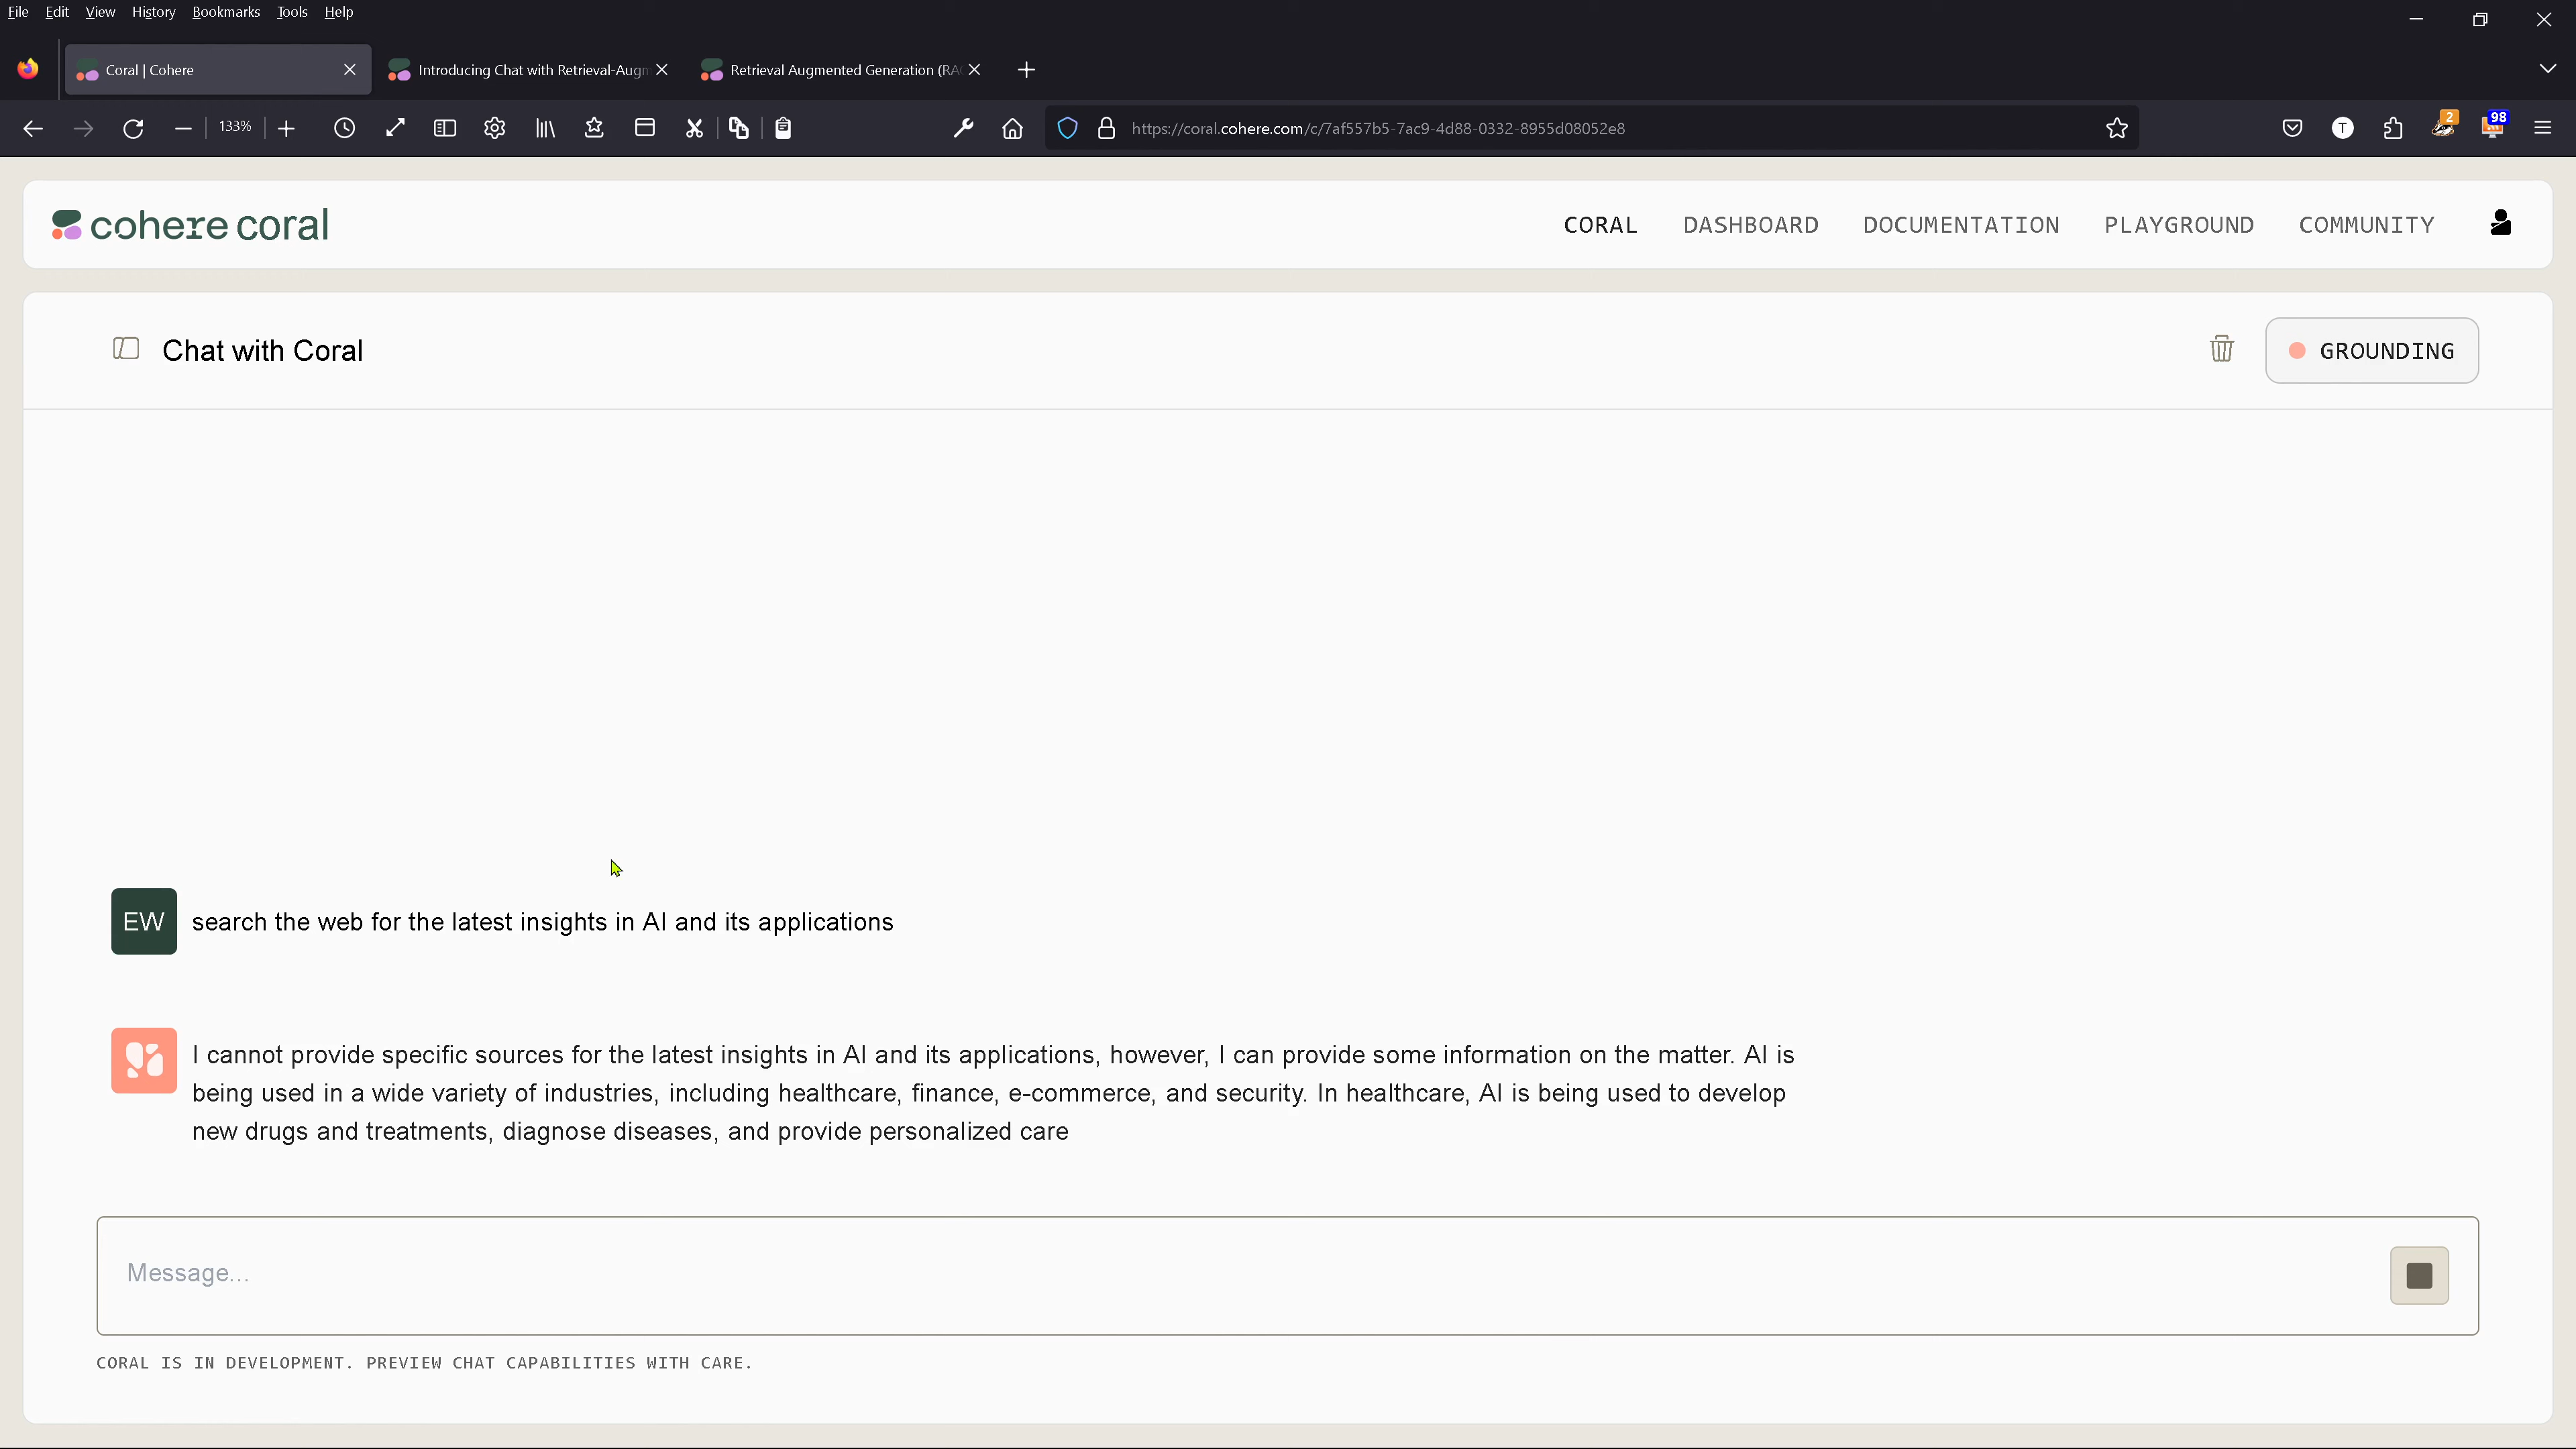 File Edit View History Bookmarks Tools Help
Coral | Cohere
Introducing Chat with Retrieval-Augm
Retrieval Augmented Generation (RA
133%
https://coral.cohere.com/c/7af557b5-7ac9-4d88-0332-8955d08052e8
T
2
98
cohere coral
CORAL DASHBOARD DOCUMENTATION PLAYGROUND COMMUNITY
Chat with Coral
GROUNDING
EW
search the web for the latest insights in AI and its applications
I cannot provide specific sources for the latest insights in AI and its applications, however, I can provide some information on the matter. AI is
being used in a wide variety of industries, including healthcare, finance, e-commerce, and security. In healthcare, AI is being used to develop
new drugs and treatments, diagnose diseases, and provide personalized care
Message...
CORAL IS IN DEVELOPMENT. PREVIEW CHAT CAPABILITIES WITH CARE.